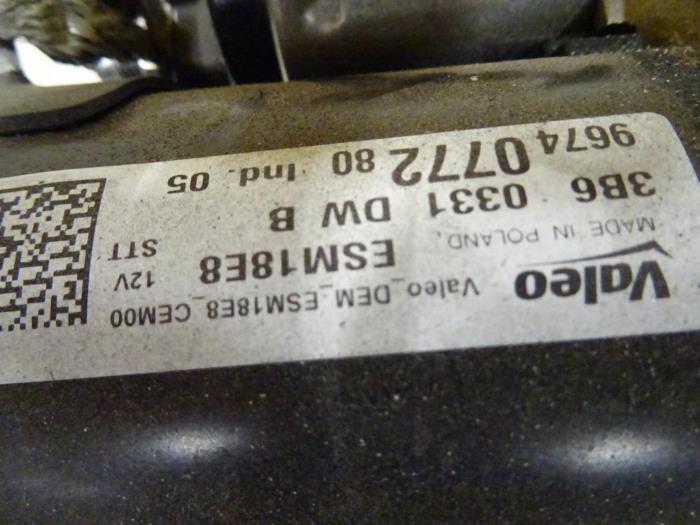 Valeo Valeo_DEM_ESM18E8_CEM00
MADE IN POLAND. ESM18E8 12V STT
3B6 0331 DW B
9674 0772 80 Ind. 05